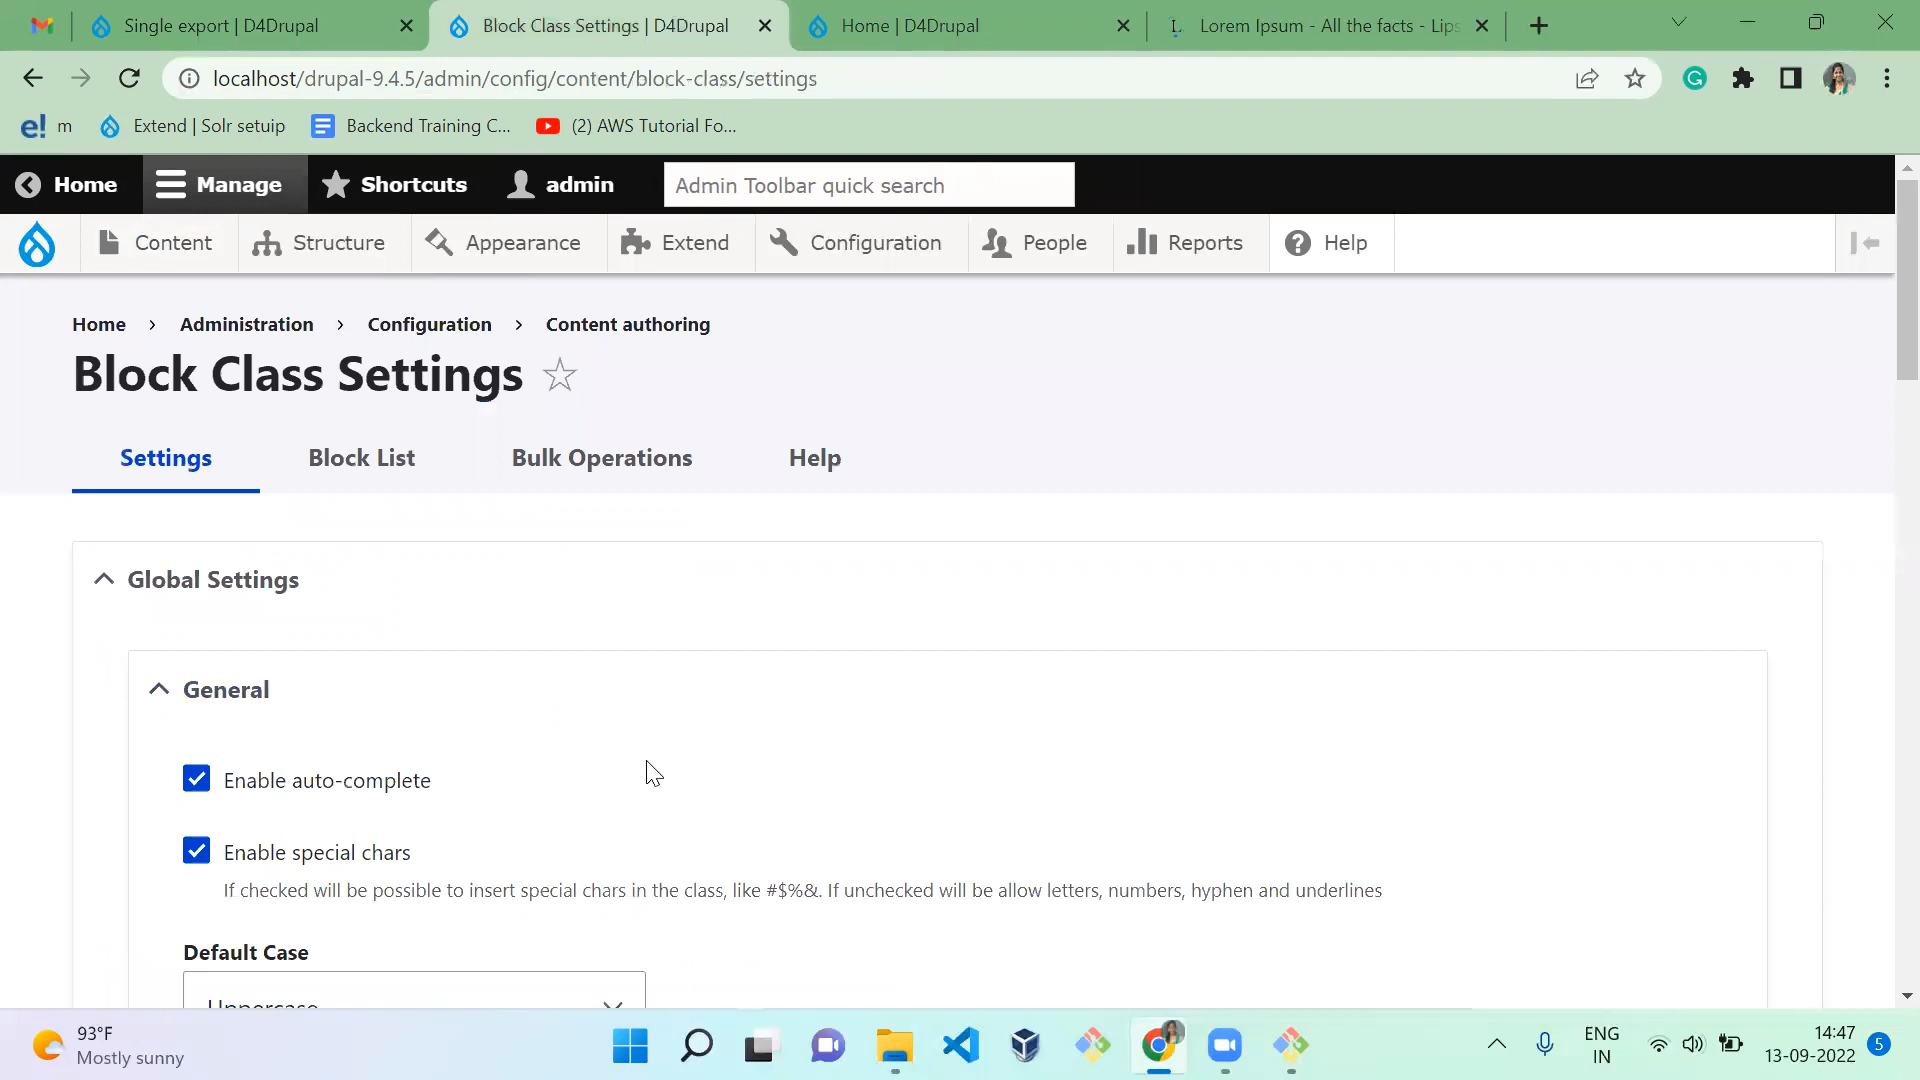 Single export | D4Drupal
Block Class Settings | D4Drupal
Home | D4Drupal
Lorem Ipsum - All the facts - Lips
localhost/drupal-9.4.5/admin/config/content/block-class/settings
e! m
Extend | Solr setuip
Backend Training C...
(2) AWS Tutorial Fo...
Home
Manage
Shortcuts
admin
Admin Toolbar quick search
Content
Structure
Appearance
Extend
Configuration
People
Reports
Help
Home > Administration > Configuration > Content authoring
Block Class Settings
Settings
Block List
Bulk Operations
Help
Global Settings
General
Enable auto-complete
Enable special chars
If checked will be possible to insert special chars in the class, like #$%&. If unchecked will be allow letters, numbers, hyphen and underlines
Default Case
Uppercase
93°F
Mostly sunny
ENG
IN
14:47
13-09-2022
5